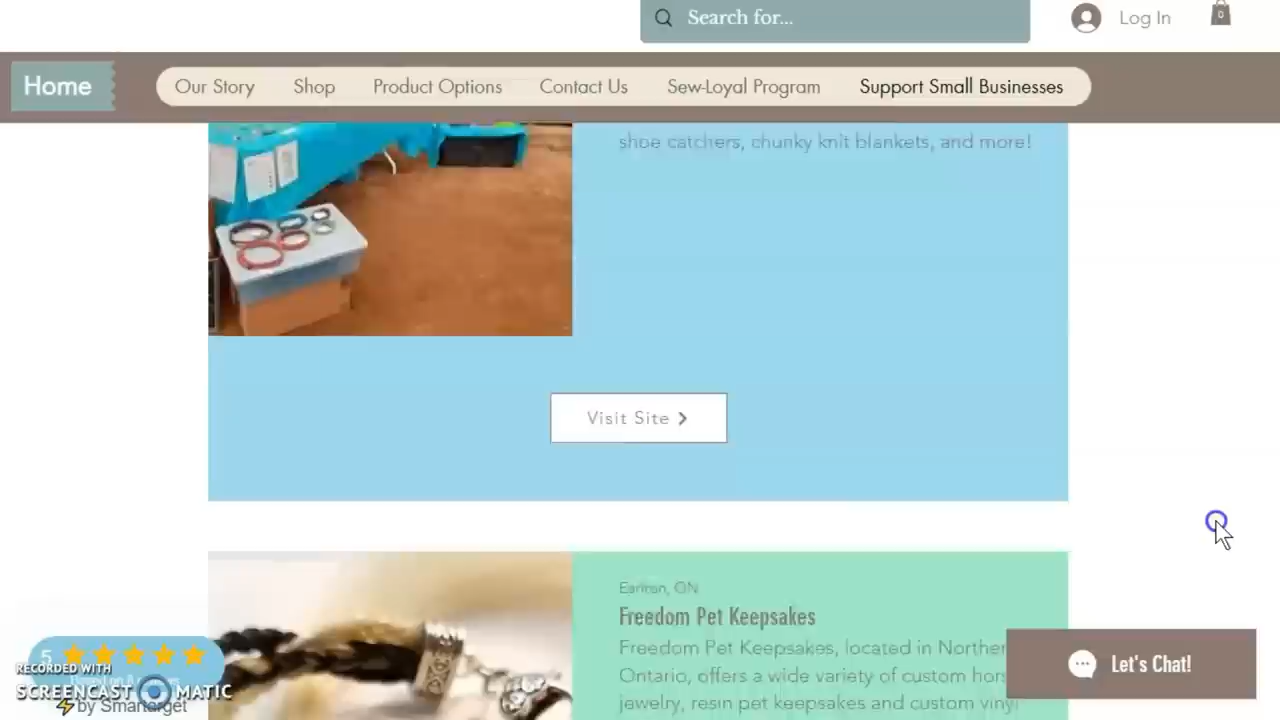 Search for...
Log In
0
Home
Our Story
Shop
Product Options
Contact Us
Sew-Loyal Program
Support Small Businesses
shoe catchers, chunky knit blankets, and more!
Visit Site
Earlton, ON
Freedom Pet Keepsakes
Freedom Pet Keepsakes, located in Northern
Ontario, offers a wide variety of custom hors
jewelry, resin pet keepsakes and custom vinyl
Let's Chat!
5
RECORDED WITH
SCREENCAST MATIC
by Smartarget